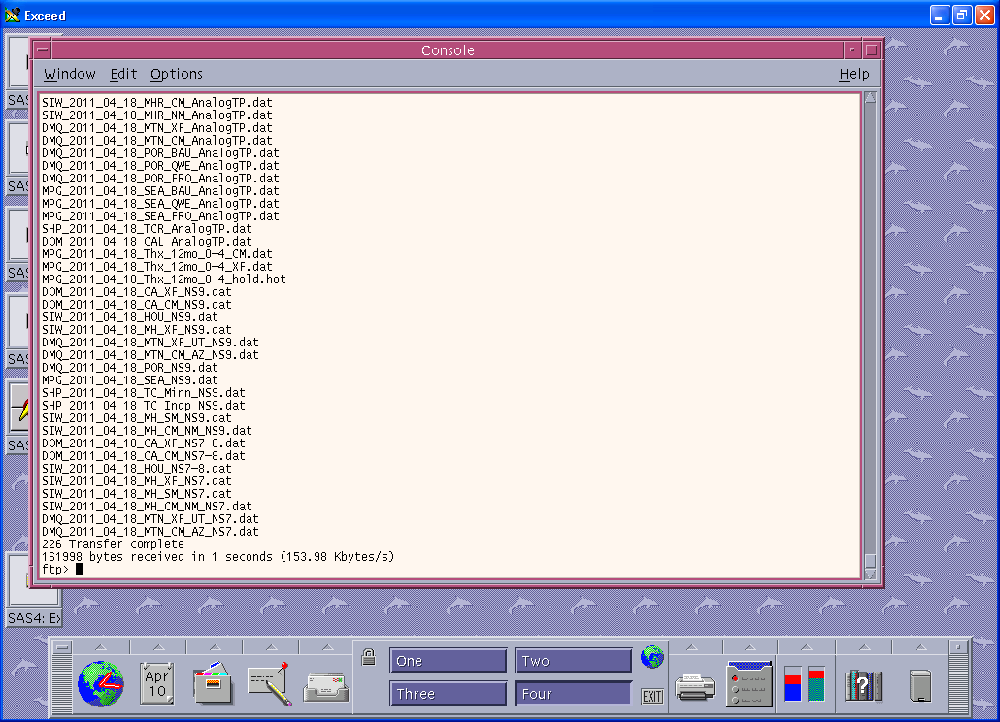 Exceed
Console
Window Edit Options Help
SIW_2011_04_18_MHR_CM_AnalogTP.dat
SIW_2011_04_18_MHR_NM_AnalogTP.dat
DMQ_2011_04_18_MTN_XF_AnalogTP.dat
DMQ_2011_04_18_MTN_CM_AnalogTP.dat
DMQ_2011_04_18_POR_BAU_AnalogTP.dat
DMQ_2011_04_18_POR_QWE_AnalogTP.dat
DMQ_2011_04_18_POR_FRO_AnalogTP.dat
MPG_2011_04_18_SEA_BAU_AnalogTP.dat
MPG_2011_04_18_SEA_QWE_AnalogTP.dat
MPG_2011_04_18_SEA_FRO_AnalogTP.dat
SHP_2011_04_18_TCR_AnalogTP.dat
DOM_2011_04_18_CAL_AnalogTP.dat
MPG_2011_04_18_Thx_12mo_0-4_CM.dat
MPG_2011_04_18_Thx_12mo_0-4_XF.dat
MPG_2011_04_18_Thx_12mo_0-4_hold.hot
DOM_2011_04_18_CA_XF_NS9.dat
DOM_2011_04_18_CA_CM_NS9.dat
SIW_2011_04_18_HOU_NS9.dat
SIW_2011_04_18_MH_XF_NS9.dat
DMQ_2011_04_18_MTN_XF_UT_NS9.dat
DMQ_2011_04_18_MTN_CM_AZ_NS9.dat
DMQ_2011_04_18_POR_NS9.dat
MPG_2011_04_18_SEA_NS9.dat
SHP_2011_04_18_TC_Minn_NS9.dat
SHP_2011_04_18_TC_Indp_NS9.dat
SIW_2011_04_18_MH_SM_NS9.dat
SIW_2011_04_18_MH_CM_NM_NS9.dat
DOM_2011_04_18_CA_XF_NS7-8.dat
DOM_2011_04_18_CA_CM_NS7-8.dat
SIW_2011_04_18_HOU_NS7-8.dat
SIW_2011_04_18_MH_XF_NS7.dat
SIW_2011_04_18_MH_SM_NS7.dat
SIW_2011_04_18_MH_CM_NM_NS7.dat
DMQ_2011_04_18_MTN_XF_UT_NS7.dat
DMQ_2011_04_18_MTN_CM_AZ_NS7.dat
226 Transfer complete
161998 bytes received in 1 seconds (153.98 Kbytes/s)
ftp>
SAS
SAS
SAS
SAS
SAS
SAS4: Ex
Apr
10
One Two
Three Four
EXIT
?